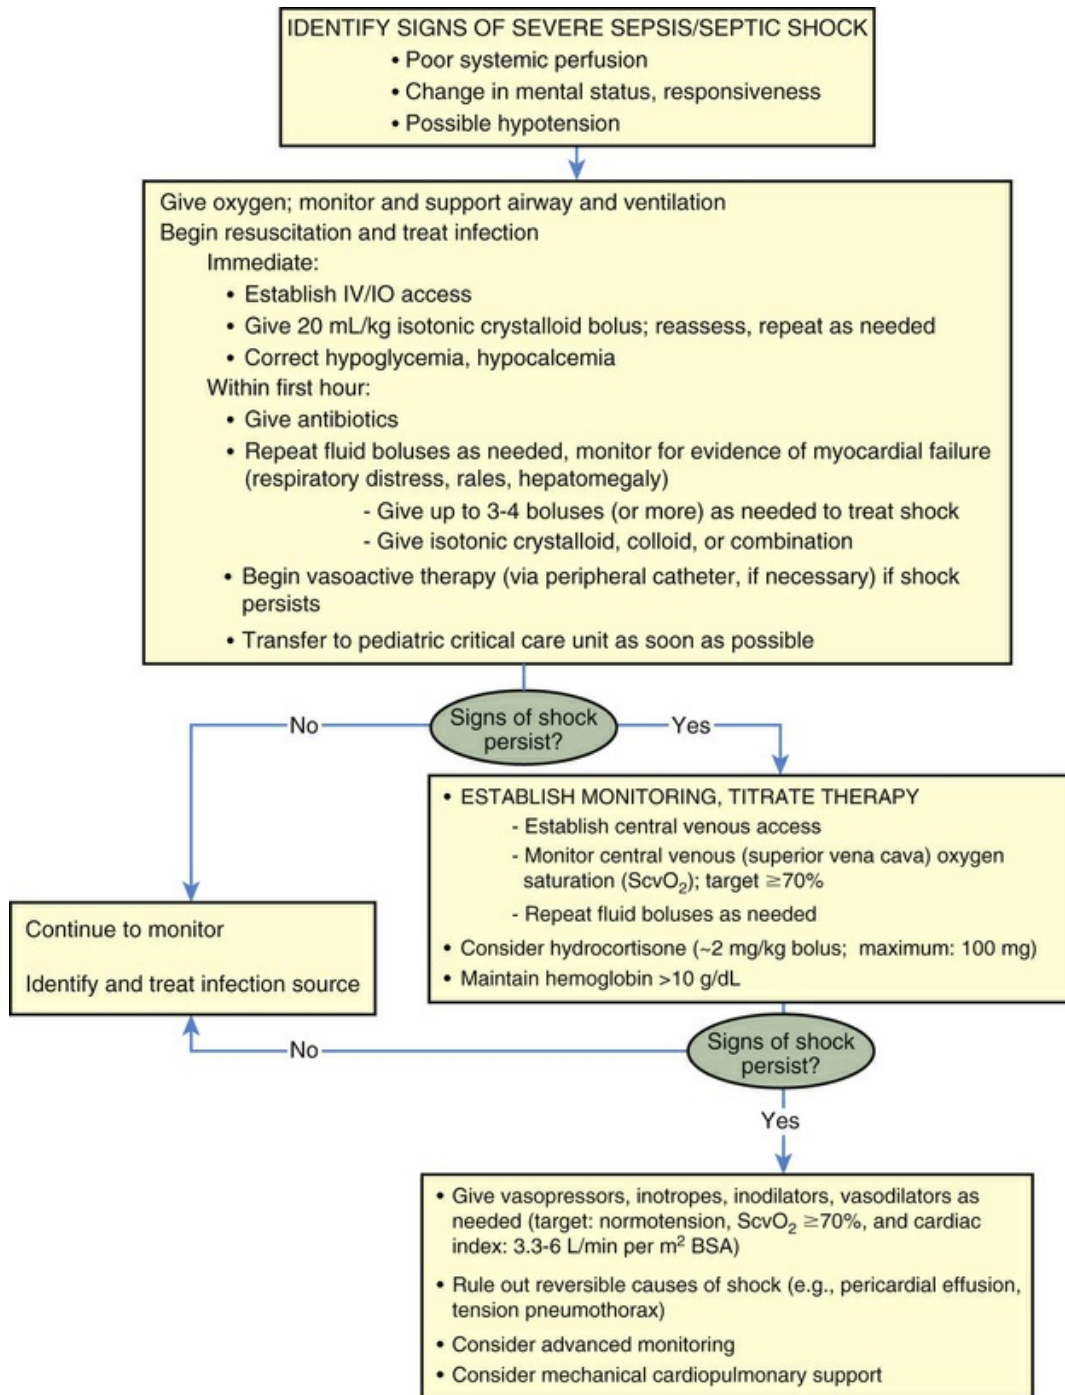 IDENTIFY SIGNS OF SEVERE SEPSIS/SEPTIC SHOCK
• Poor systemic perfusion
• Change in mental status, responsiveness
• Possible hypotension
Give oxygen; monitor and support airway and ventilation
Begin resuscitation and treat infection
Immediate:
• Establish IV/IO access
• Give 20 mL/kg isotonic crystalloid bolus; reassess, repeat as needed
• Correct hypoglycemia, hypocalcemia
Within first hour:
• Give antibiotics
• Repeat fluid boluses as needed, monitor for evidence of myocardial failure
(respiratory distress, rales, hepatomegaly)
- Give up to 3-4 boluses (or more) as needed to treat shock
- Give isotonic crystalloid, colloid, or combination
• Begin vasoactive therapy (via peripheral catheter, if necessary) if shock
persists
• Transfer to pediatric critical care unit as soon as possible
Signs of shock
persist?
No
Yes
• ESTABLISH MONITORING, TITRATE THERAPY
- Establish central venous access
- Monitor central venous (superior vena cava) oxygen
saturation (ScvO₂); target ≧70%
- Repeat fluid boluses as needed
• Consider hydrocortisone (~2 mg/kg bolus; maximum: 100 mg)
• Maintain hemoglobin >10 g/dL
Continue to monitor
Identify and treat infection source
Signs of shock
persist?
No
Yes
• Give vasopressors, inotropes, inodilators, vasodilators as
needed (target: normotension, ScvO₂ ≧70%, and cardiac
index: 3.3-6 L/min per m² BSA)
• Rule out reversible causes of shock (e.g., pericardial effusion,
tension pneumothorax)
• Consider advanced monitoring
• Consider mechanical cardiopulmonary support